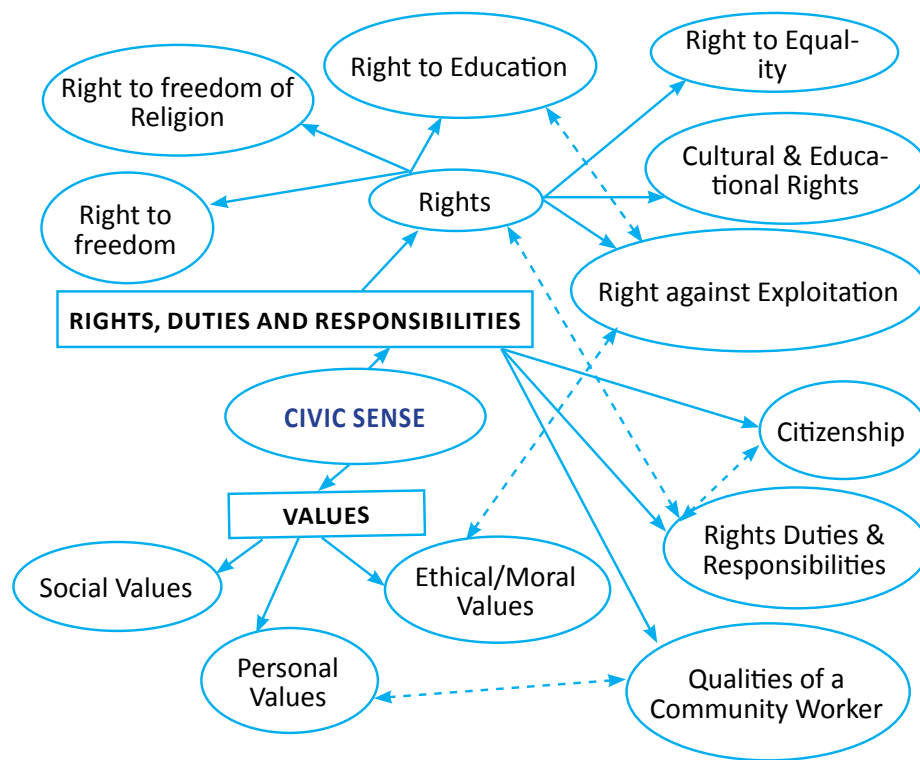 Right to Education
Right to Equal-
ity
Right to freedom of
Religion
Cultural & Educa-
tional Rights
Rights
Right to
freedom
Right against Exploitation
RIGHTS, DUTIES AND RESPONSIBILITIES
CIVIC SENSE
Citizenship
VALUES
Rights Duties &
Responsibilities
Social Values
Ethical/Moral
Values
Personal
Values
Qualities of a
Community Worker